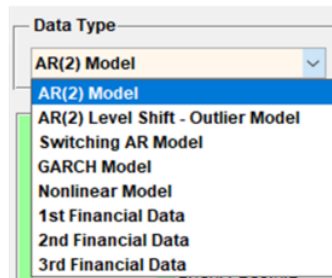 Data Type
AR(2) Model
AR(2) Model
AR(2) Level Shift - Outlier Model
Switching AR Model
GARCH Model
Nonlinear Model
1st Financial Data
2nd Financial Data
3rd Financial Data